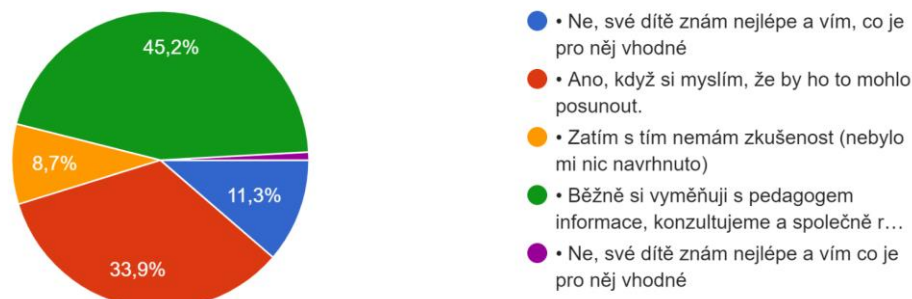 45,2%
8,7%
11,3%
33,9%
• Ne, své dítě znám nejlépe a vím, co je
pro něj vhodné
• Ano, když si myslím, že by ho to mohlo
posunout.
• Zatím s tím nemám zkušenost (nebylo
mi nic navrhnuto)
• Běžně si vyměňuji s pedagogem
informace, konzultujeme a společně r…
• Ne, své dítě znám nejlépe a vím co je
pro něj vhodné